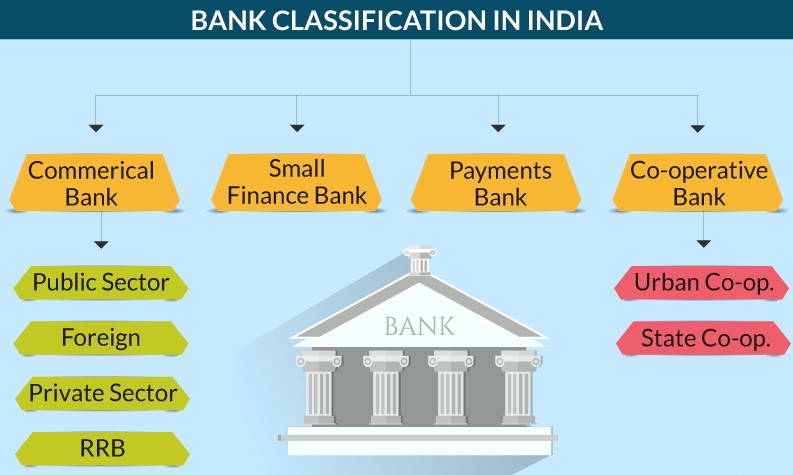 BANK CLASSIFICATION IN INDIA
Commerical
Bank
Small
Finance Bank
Payments
Bank
Co-operative
Bank
Public Sector
Foreign
Private Sector
RRB
BANK
Urban Co-op.
State Co-op.